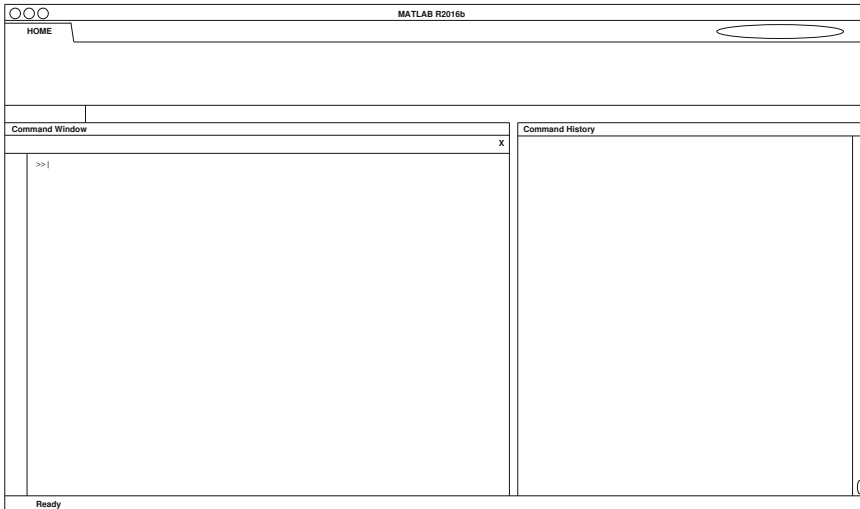 MATLAB R2016b
HOME
Command Window
Command History
X
>>|
Ready